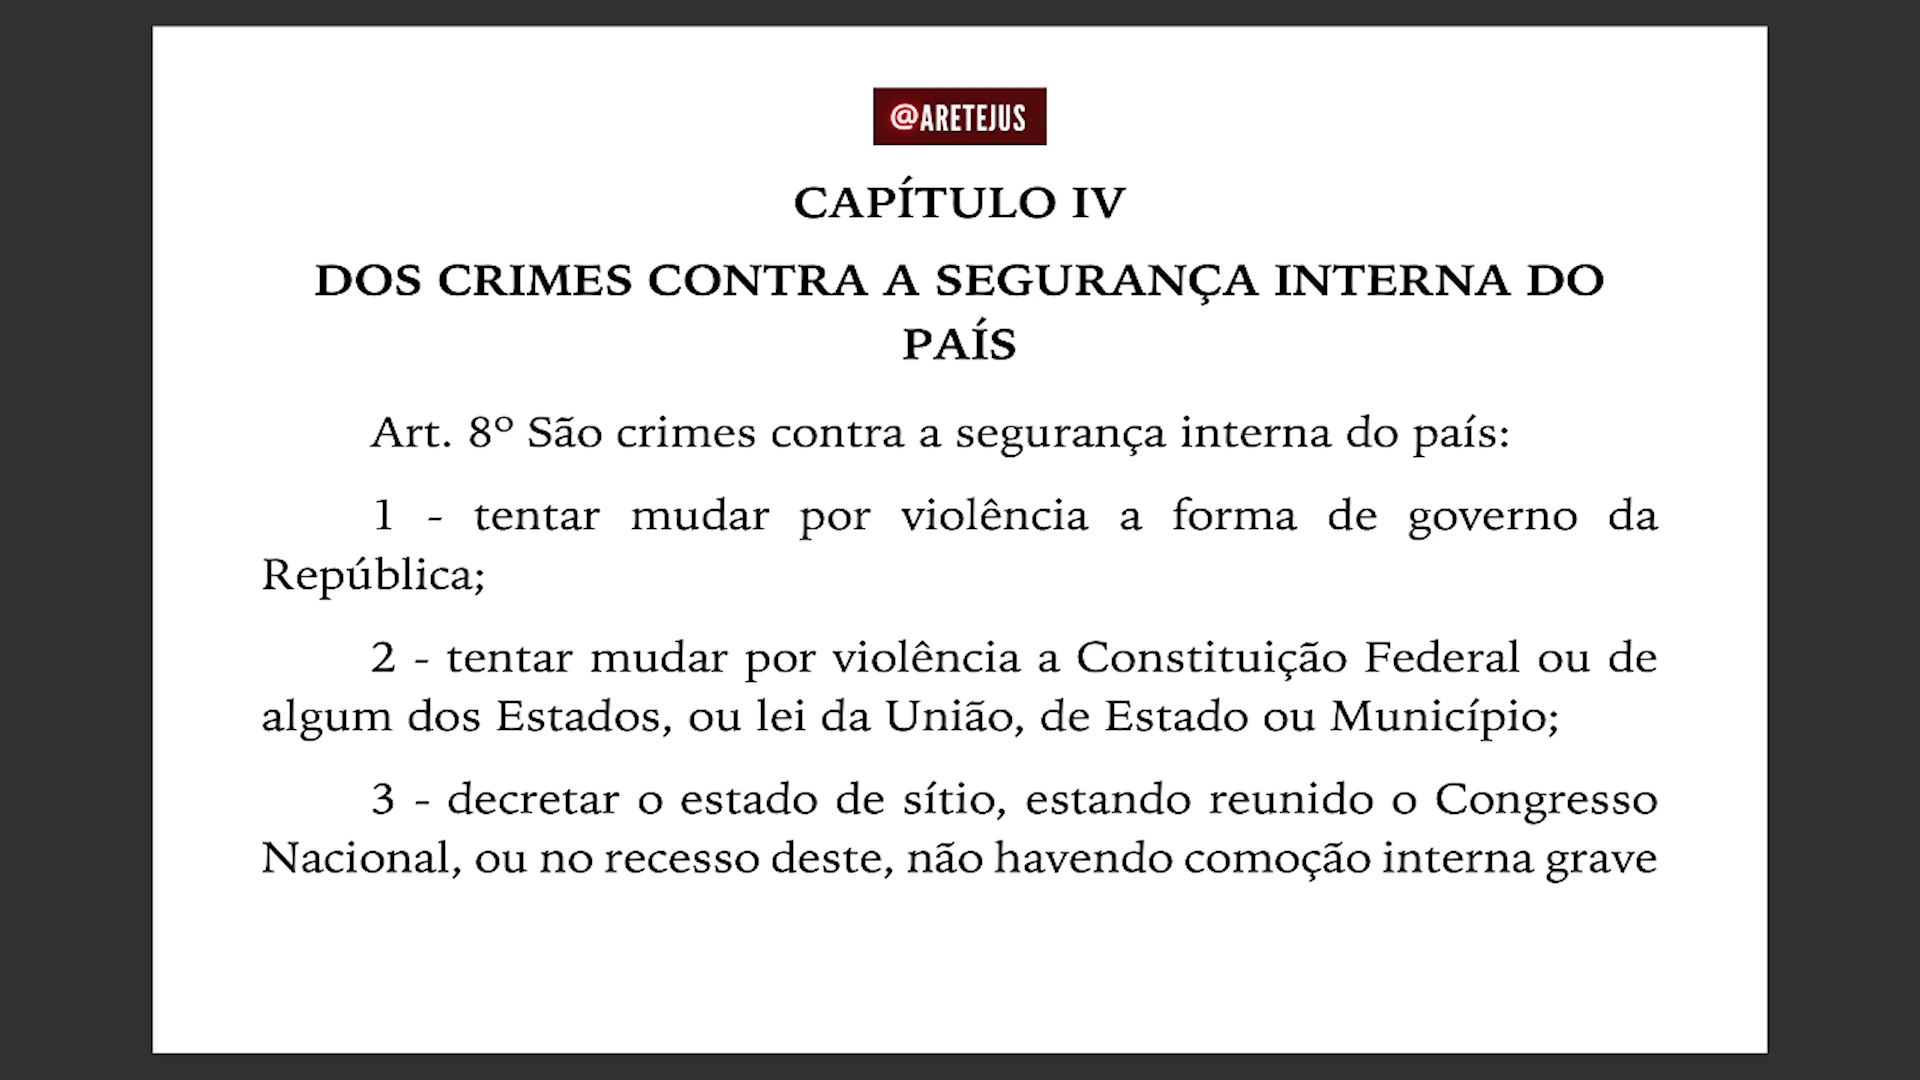 @ARETEJUS
CAPÍTULO IV
DOS CRIMES CONTRA A SEGURANÇA INTERNA DO
PAÍS
Art. 8º São crimes contra a segurança interna do país:
1 - tentar mudar por violência a forma de governo da
República;
2 - tentar mudar por violência a Constituição Federal ou de
algum dos Estados, ou lei da União, de Estado ou Município;
3 - decretar o estado de sítio, estando reunido o Congresso
Nacional, ou no recesso deste, não havendo comoção interna grave